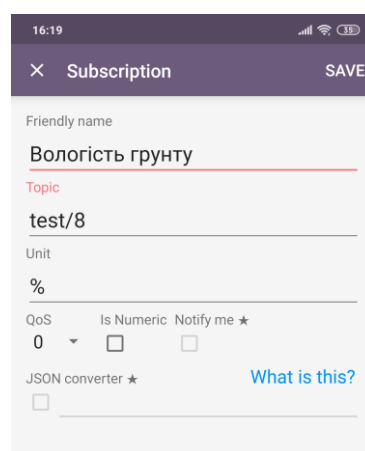 16:19 35
× Subscription SAVE
Friendly name
Вологість грунту
Topic
test/8
Unit
%
QoS Is Numeric Notify me ★
0
JSON converter ★ What is this?